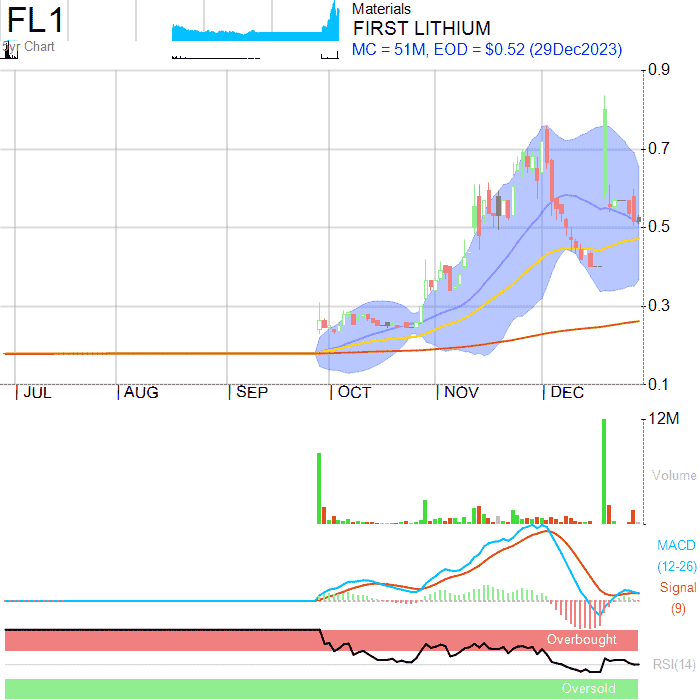 FL1
5yr Chart
Materials
FIRST LITHIUM
MC = 51M, EOD = $0.52 (29Dec2023)
0.9
0.7
0.5
0.3
0.1
JUL AUG SEP OCT NOV DEC
12M
Volume
MACD
(12-26)
Signal
(9)
Overbought
RSI(14)
Oversold